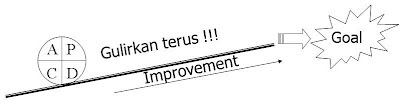 A P
C D
Gulirkan terus !!!
Improvement
Goal